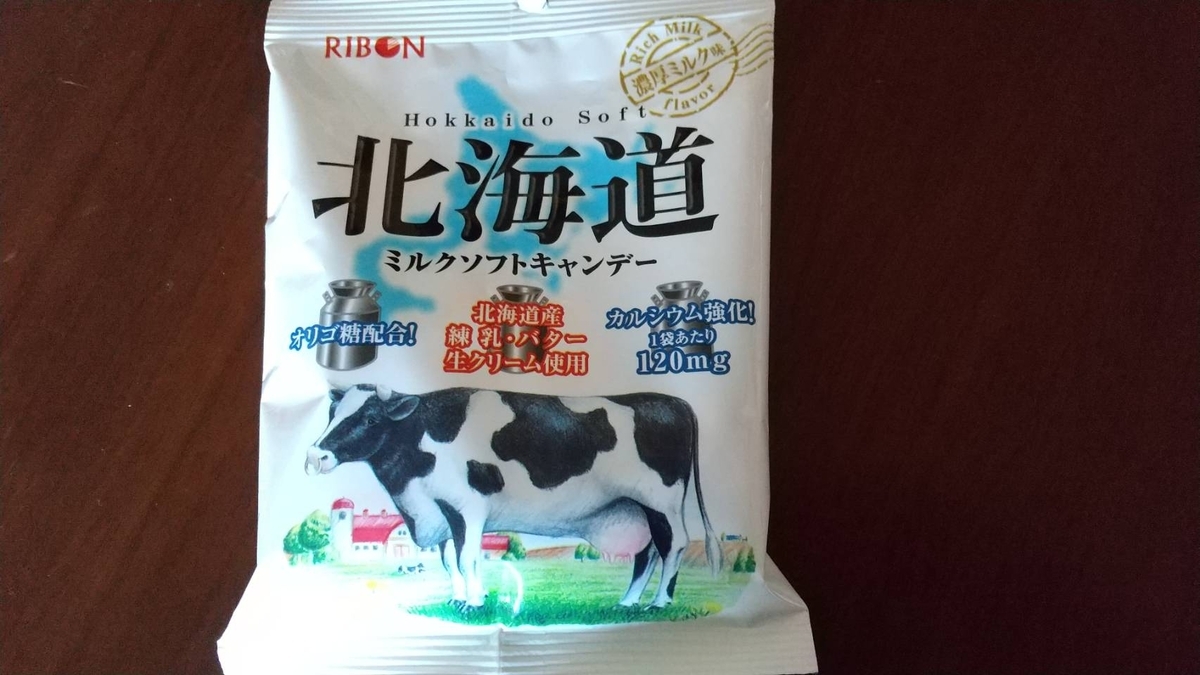 RIBON
Rich Milk
濃厚ミルク味
flavor
Hokkaido Soft
北海道
ミルクソフトキャンデー
オリゴ糖配合!
北海道産
練乳・バター
生クリーム使用
カルシウム強化!
1袋あたり
120mg